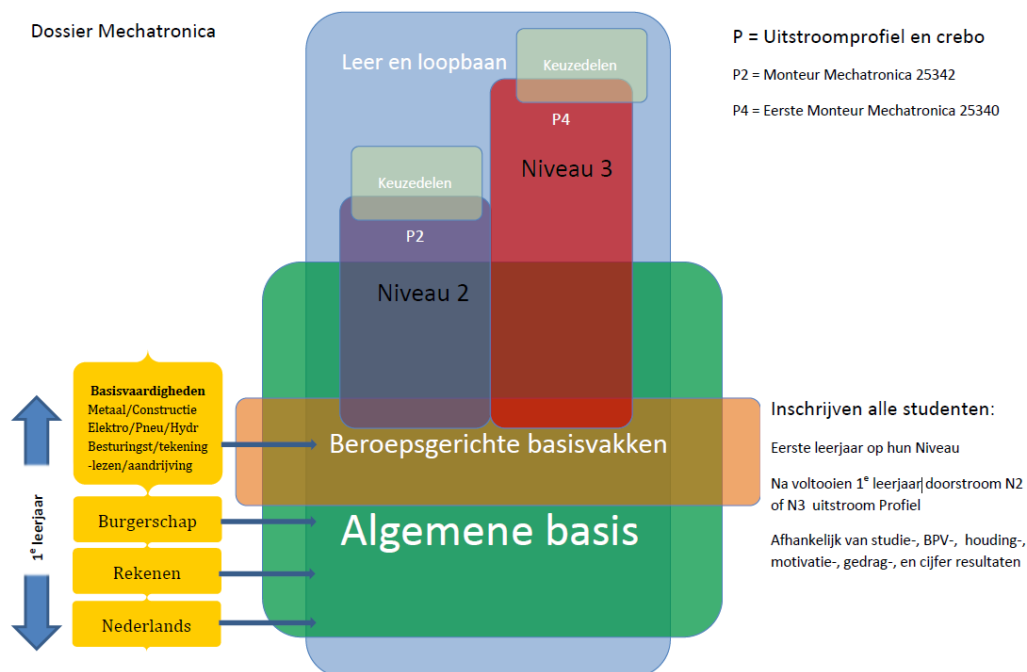 Dossier Mechatronica
Leer en loopbaan
Keuzedelen
P4
Niveau 3
Keuzedelen
P2
Niveau 2
P = Uitstroomprofiel en crebo
P2 = Monteur Mechatronica 25342
P4 = Eerste Monteur Mechatronica 25340
1e leerjaar
Basisvaardigheden
Metaal/Constructie
Elektro/Pneu/Hydr
Besturingst/tekening
-lezen/aandrijving
Burgerschap
Rekenen
Nederlands
Beroepsgerichte basisvakken
Algemene basis
Inschrijven alle studenten:
Eerste leerjaar op hun Niveau
Na voltooien 1e leerjaar doorstroom N2
of N3 uitstroom Profiel
Afhankelijk van studie-, BPV-, houding-,
motivatie-, gedrag-, en cijfer resultaten